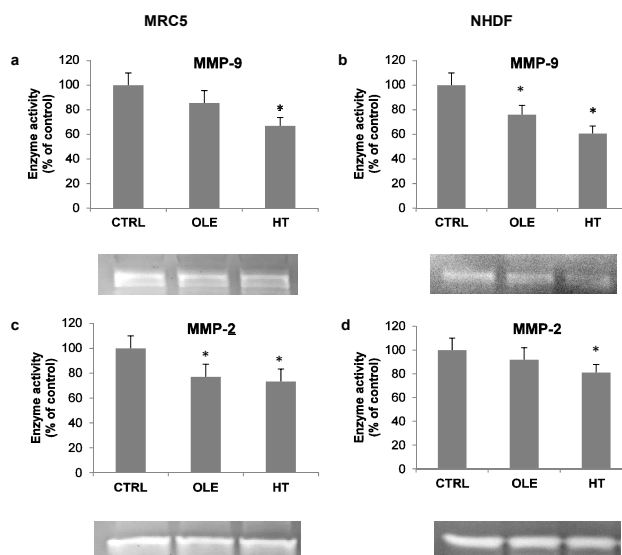 MRC5
NHDF
a
MMP-9
Enzyme activity
(% of control)
120
100
80
60
40
20
0
*
CTRL
OLE
HT
b
MMP-9
Enzyme activity
(% of control)
120
100
80
60
40
20
0
*
*
CTRL
OLE
HT
c
MMP-2
Enzyme activity
(% of control)
120
100
80
60
40
20
0
*
*
CTRL
OLE
HT
d
MMP-2
Enzyme activity
(% of control)
120
100
80
60
40
20
0
*
CTRL
OLE
HT